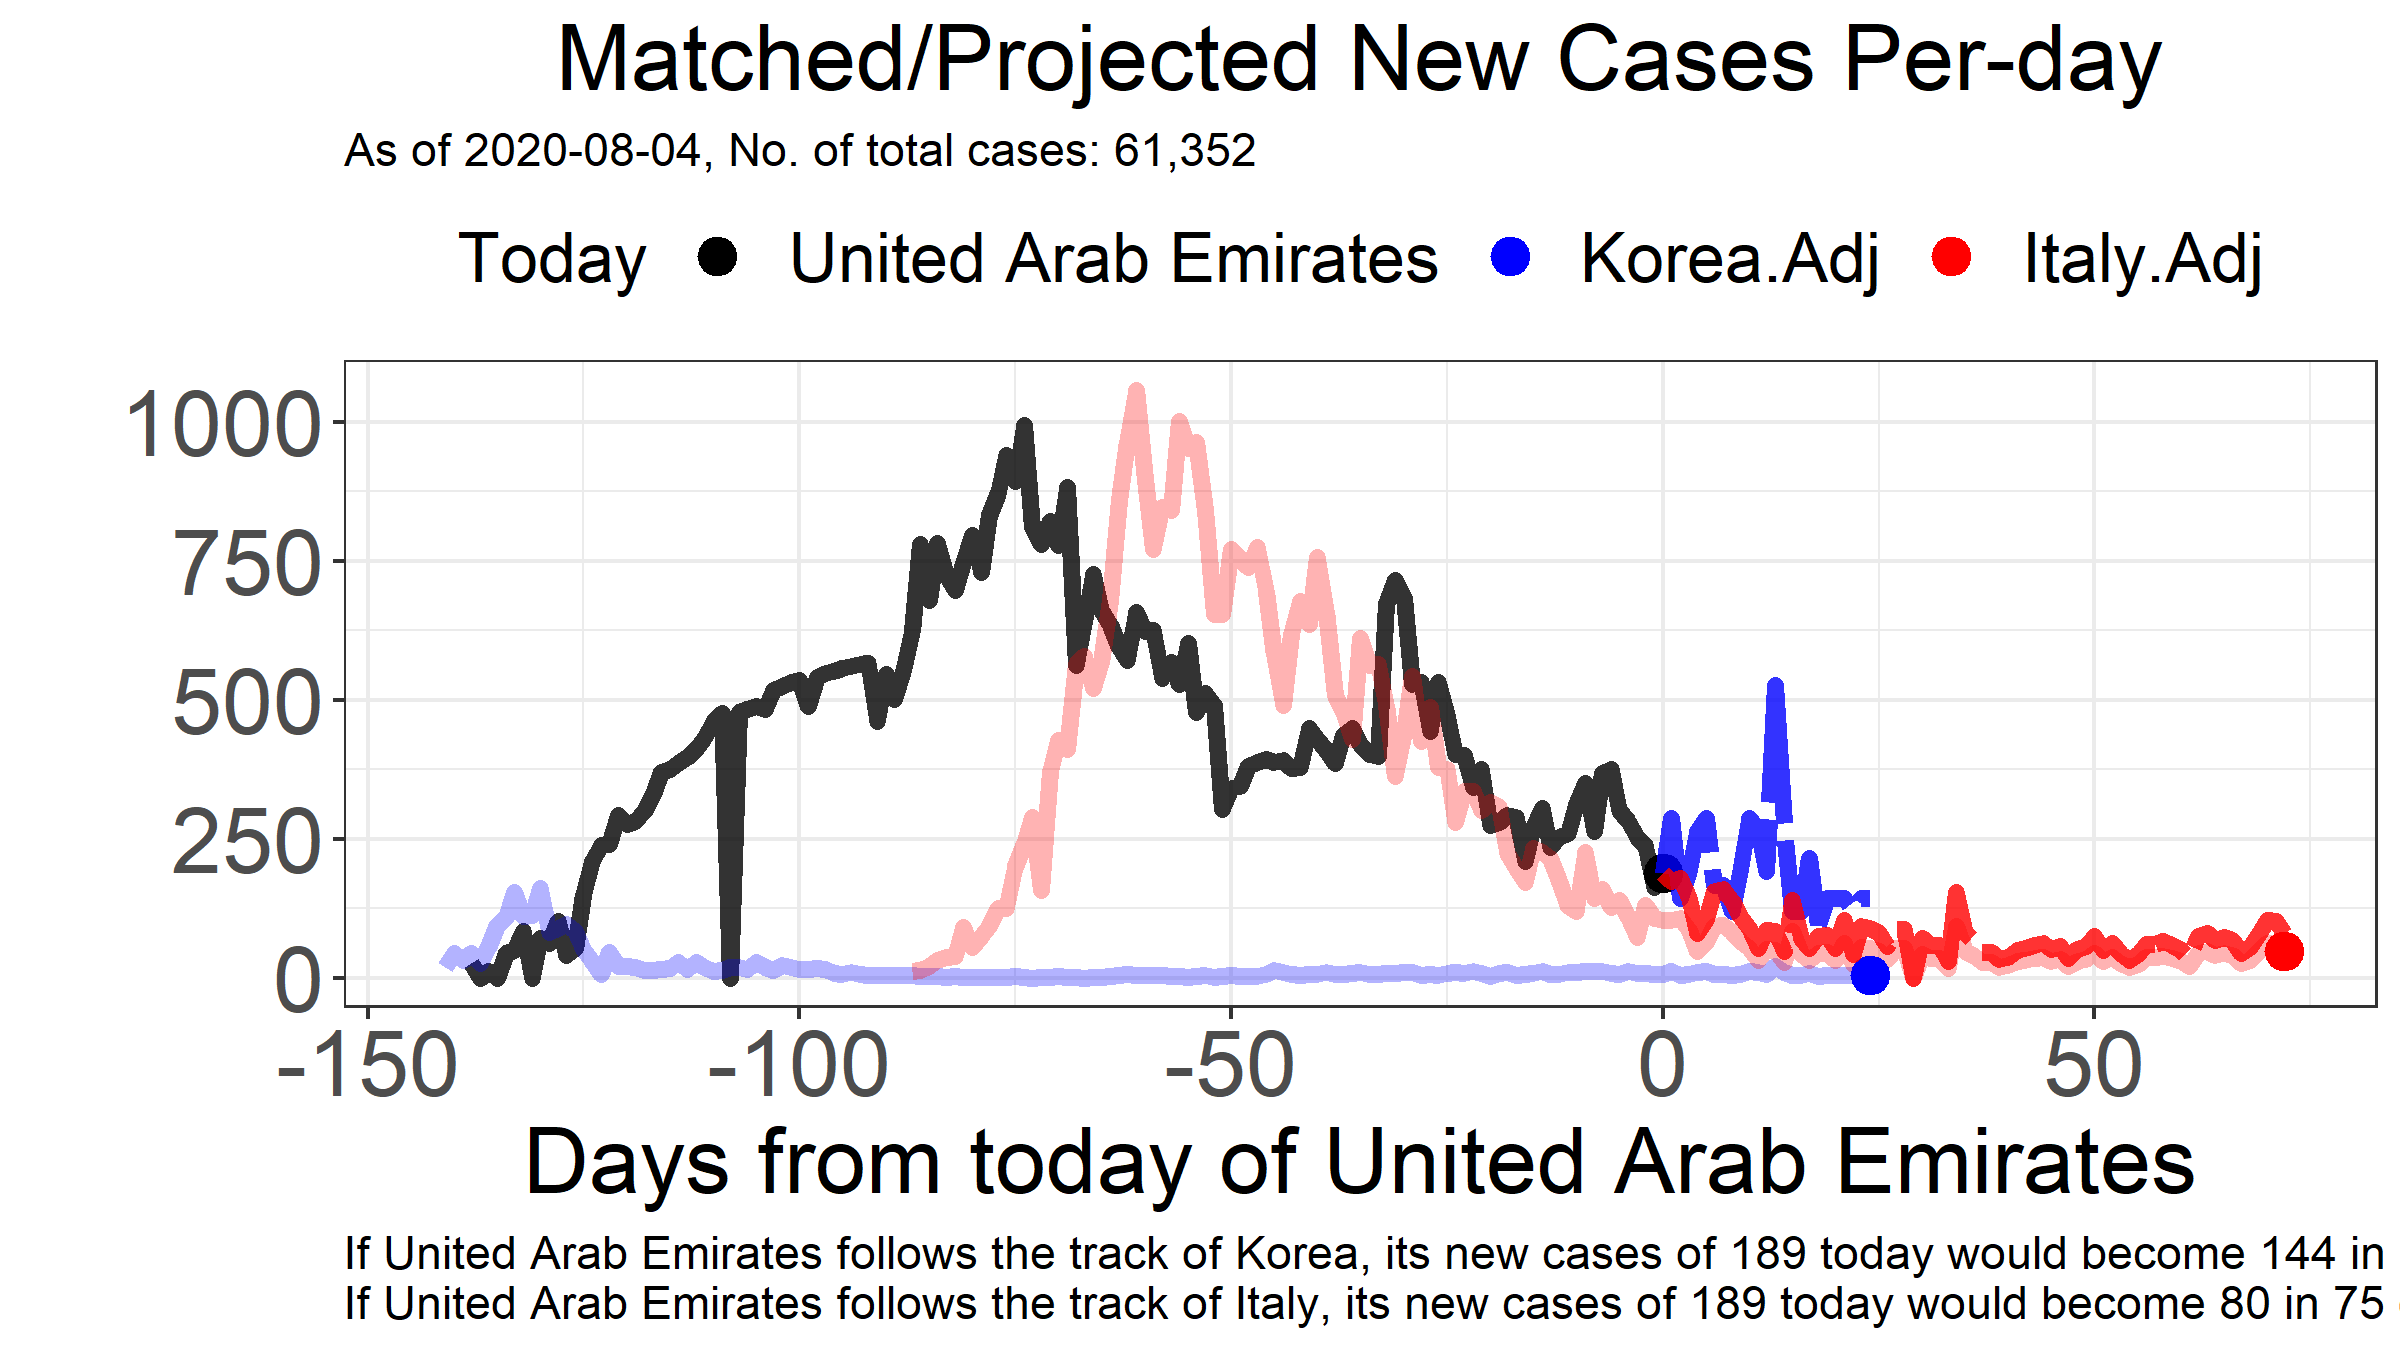 Matched/Projected New Cases Per-day
As of 2020-08-04, No. of total cases: 61,352
Today United Arab Emirates Korea.Adj Italy.Adj
1000
750
500
250
0
-150 -100 -50 0 50
Days from today of United Arab Emirates
If United Arab Emirates follows the track of Korea, its new cases of 189 today would become 144 in
If United Arab Emirates follows the track of Italy, its new cases of 189 today would become 80 in 75